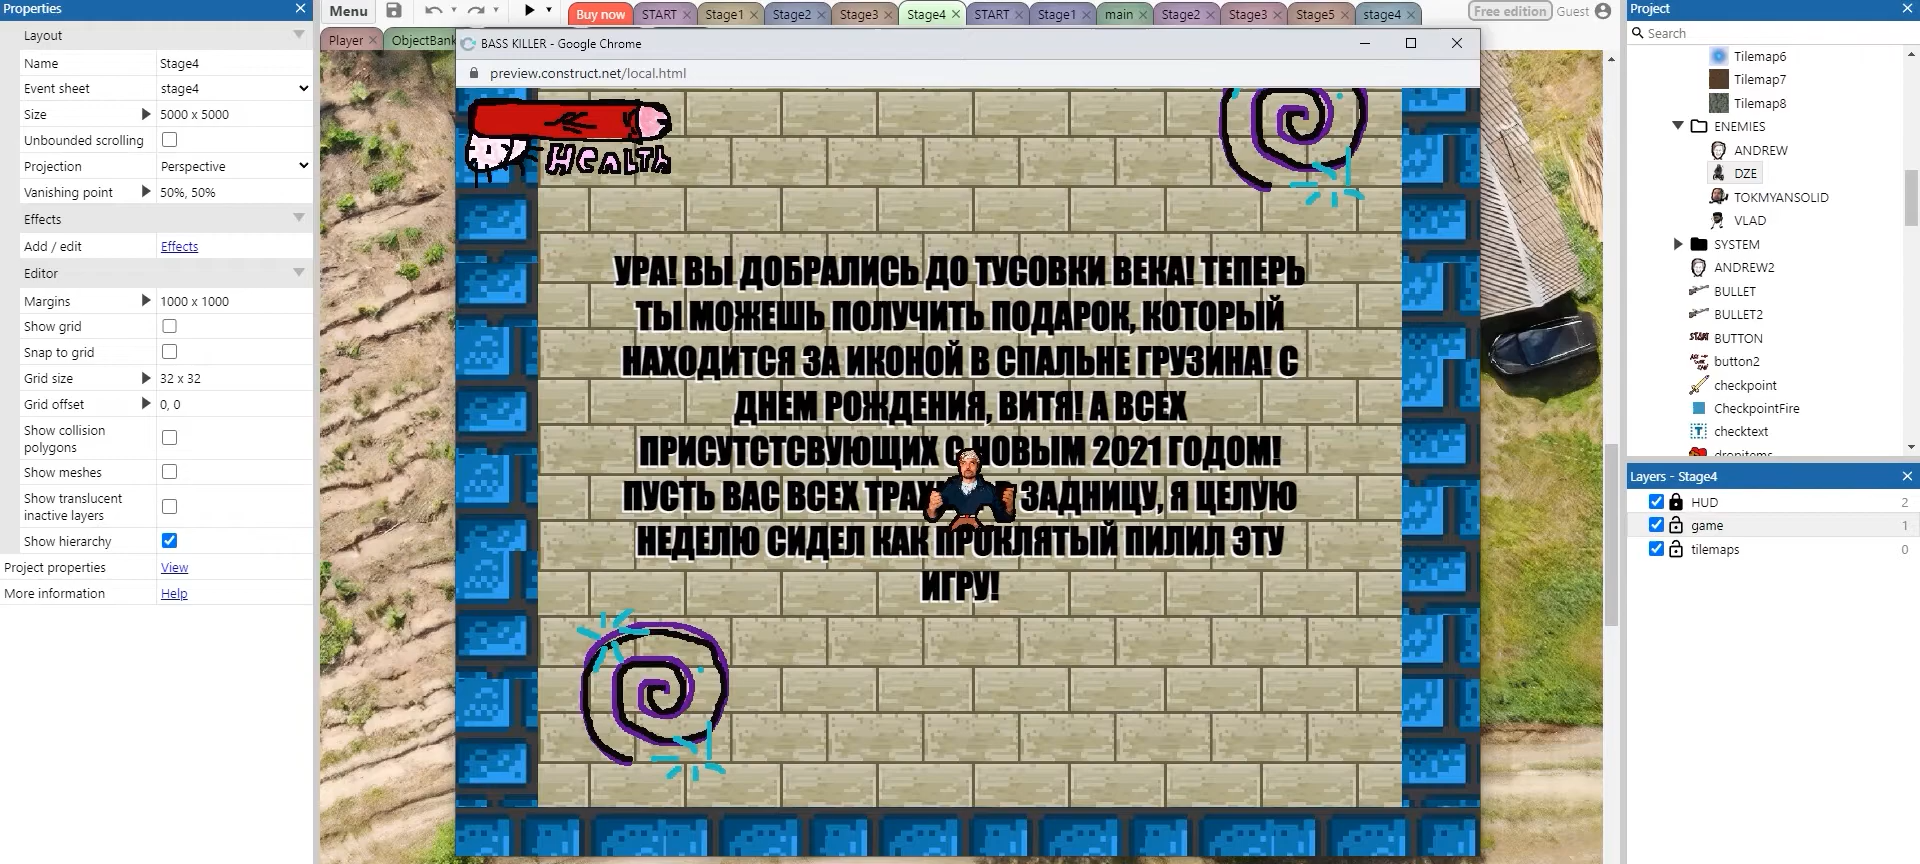 Properties
Layout
Name Stage4
Event sheet stage4
Size 5000 x 5000
Unbounded scrolling
Projection Perspective
Vanishing point 50%, 50%
Effects
Add / edit Effects
Editor
Margins 1000 x 1000
Show grid
Snap to grid
Grid size 32 x 32
Grid offset 0, 0
Show collision
polygons
Show meshes
Show translucent
inactive layers
Show hierarchy
Project properties View
More information Help
Menu
Buy now START Stage1 Stage2 Stage3 Stage4 START Stage1 main Stage2 Stage3 Stage5 stage4
Free edition Guest
Player ObjectBank
BASS KILLER - Google Chrome
preview.construct.net/local.html
HEALTh
УРА! ВЫ ДОБРАЛИСЬ ДО ТУСОВКИ ВЕКА! ТЕПЕРЬ
ТЫ МОЖЕШЬ ПОЛУЧИТЬ ПОДАРОК, КОТОРЫЙ
НАХОДИТСЯ ЗА ИКОНОЙ В СПАЛЬНЕ ГРУЗИНА! С
ДНЕМ РОЖДЕНИЯ, ВИТЯ! А ВСЕХ
ПРИСУТСТСВУЮЩИХ С НОВЫМ 2021 ГОДОМ!
ПУСТЬ ВАС ВСЕХ ЗАДНИЦУ, Я ЦЕЛУЮ
НЕДЕЛЮ СИДЕЛ КАК ПРОКЛЯТЫЙ ПИЛИЛ ЭТУ
ИГРУ!
Project
Search
Tilemap6
Tilemap7
Tilemap8
ENEMIES
ANDREW
DZE
TOKMYANSOLID
VLAD
SYSTEM
ANDREW2
BULLET
BULLET2
START BUTTON
button2
checkpoint
CheckpointFire
T checktext
dropitems
Layers - Stage4
HUD 2
game 1
tilemaps 0